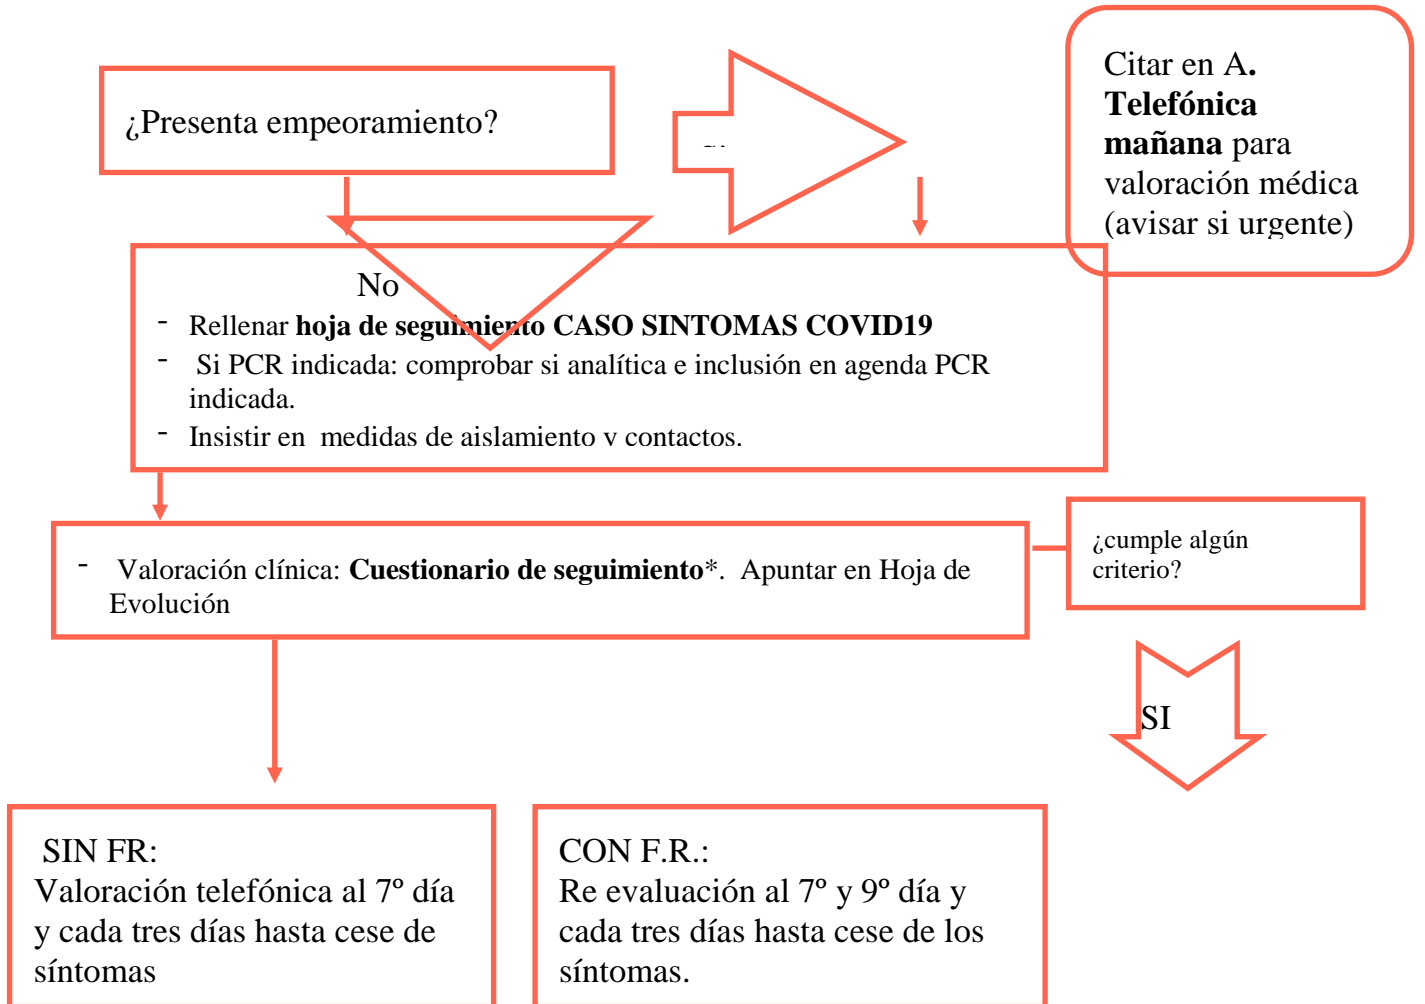 ¿Presenta empeoramiento?
Citar en A.
Telefónica
mañana para
valoración médica
(avisar si urgente)
No
- Rellenar hoja de seguimiento CASO SINTOMAS COVID19
- Si PCR indicada: comprobar si analítica e inclusión en agenda PCR
indicada.
- Insistir en medidas de aislamiento y contactos.
- Valoración clínica: Cuestionario de seguimiento*. Apuntar en Hoja de
Evolución
¿cumple algún
criterio?
SI
SIN FR:
Valoración telefónica al 7º día
y cada tres días hasta cese de
síntomas
CON F.R.:
Re evaluación al 7º y 9º día y
cada tres días hasta cese de los
síntomas.